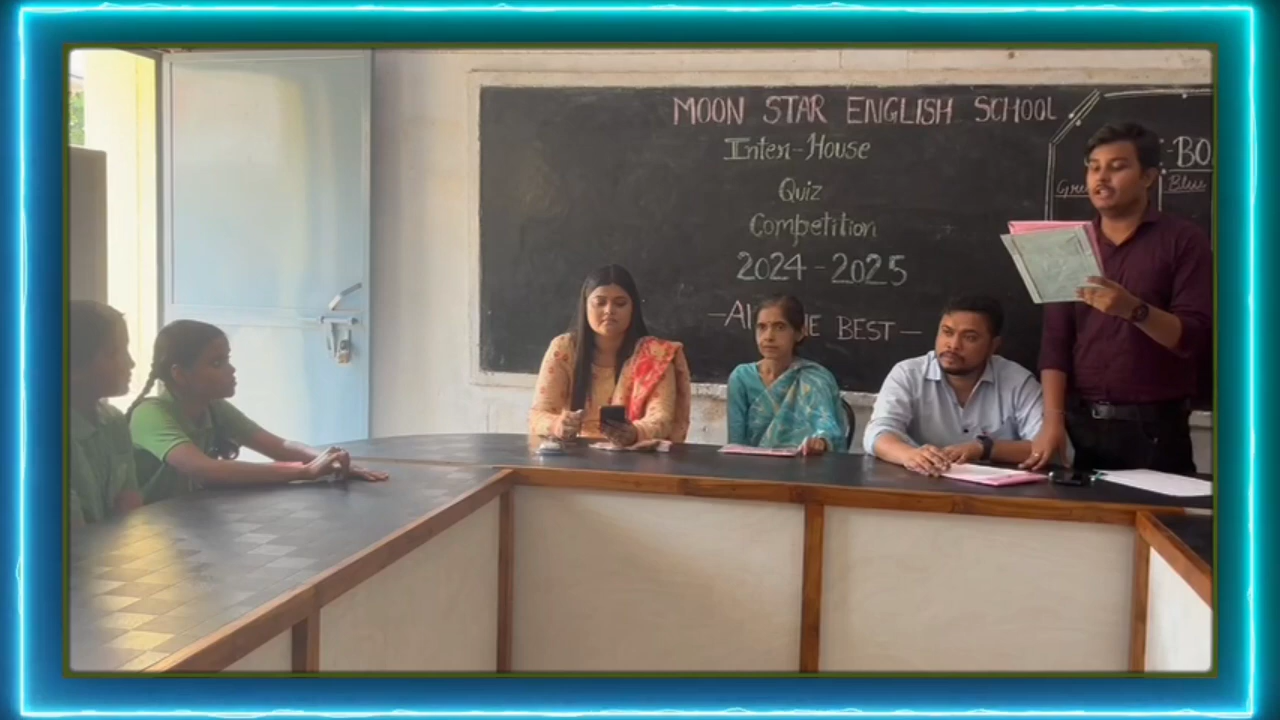 MOON STAR ENGLISH SCHOOL
Inter-House
Quiz
Competition
2024-2025
BEST-
Blue